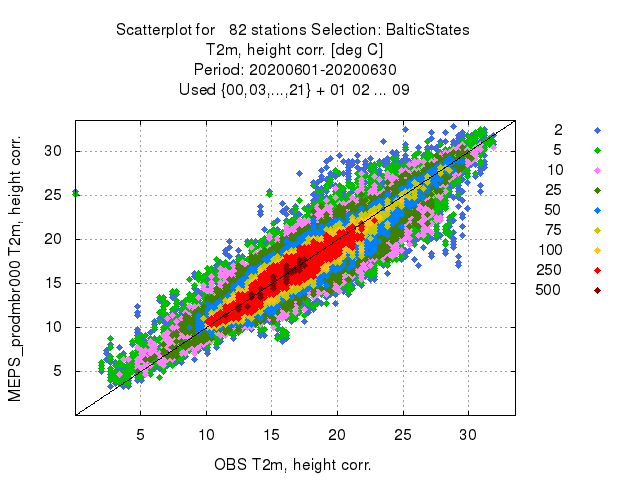 Scatterplot for 82 stations Selection: BalticStates
T2m, height corr. [deg C]
Period: 20200601-20200630
Used {00,03,...,21} + 01 02 ... 09
MEPS_prodmbr000 T2m, height corr.
30
25
20
15
10
5
5 10 15 20 25 30
OBS T2m, height corr.
2
5
10
25
50
75
100
250
500